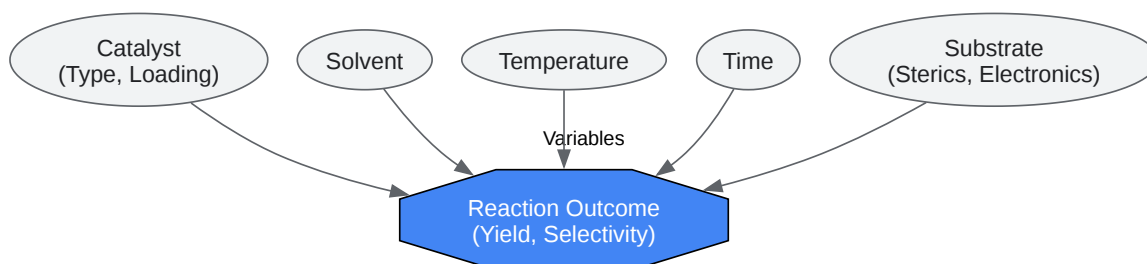 Catalyst
(Type, Loading)
Solvent
Temperature
Time
Substrate
(Sterics, Electronics)
Variables
Reaction Outcome
(Yield, Selectivity)